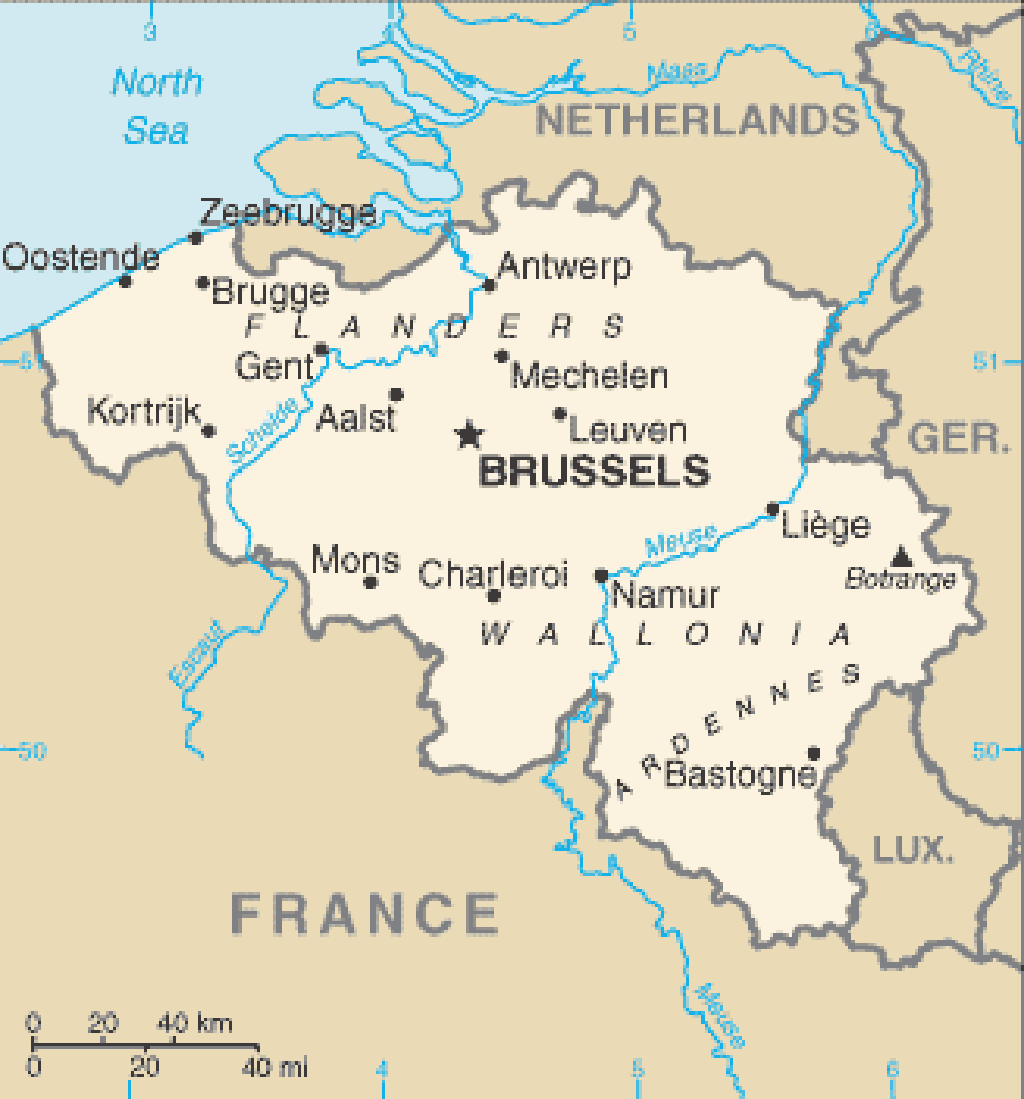 3
4
5
6
North
Sea
Maas
Rhine
NETHERLANDS
Zeebrugge
Oostende
Antwerp
Brugge
FLANDERS
51
51
Gent
Mechelen
Kortrijk
Schelde
Aalst
Leuven
GER.
BRUSSELS
Liège
Meuse
Mons
Charleroi
Botrange
Namur
WALLONIA
Escaut
ARDENNES
50
50
Bastogne
LUX.
FRANCE
Meuse
0 20 40 km
0 20 40 mi
4
5
6